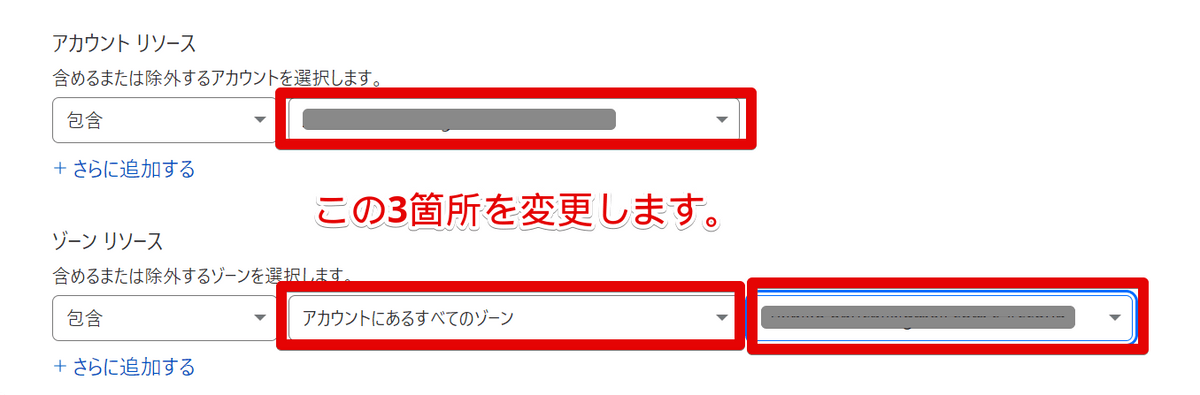 アカウント リソース
含めるまたは除外するアカウントを選択します。
包含
+ さらに追加する
この3箇所を変更します。
ゾーン リソース
含めるまたは除外するゾーンを選択します。
包含 アカウントにあるすべてのゾーン
+ さらに追加する